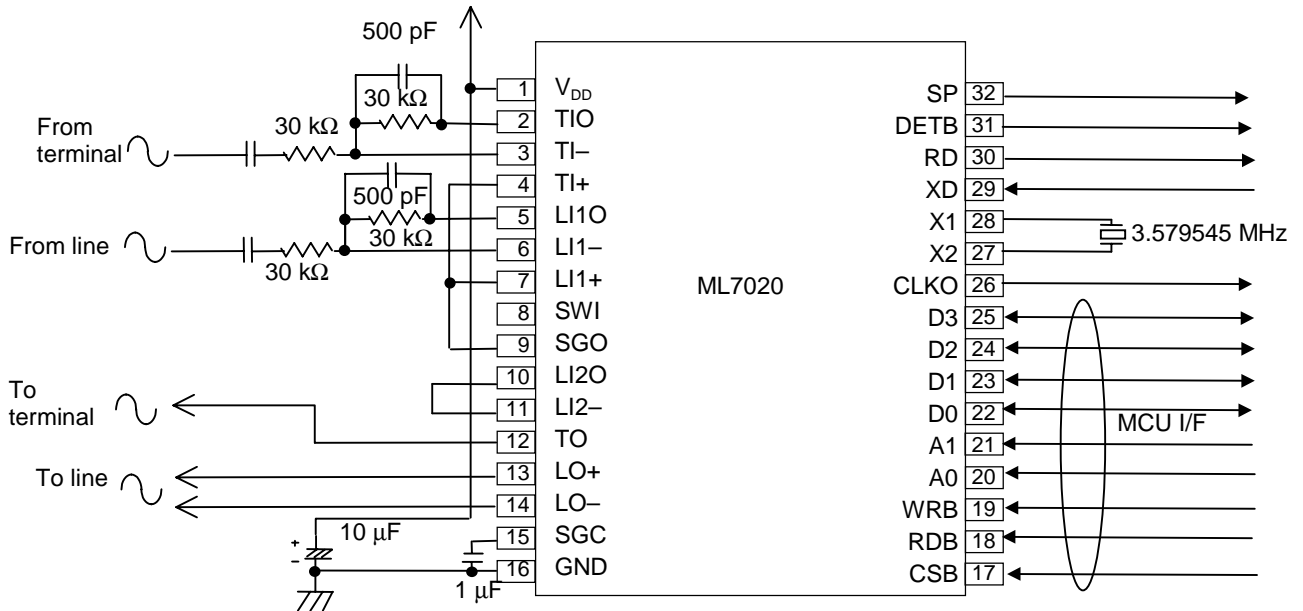 500 pF
30 kΩ
30 kΩ
From
terminal
500 pF
30 kΩ
From line
30 kΩ
To
terminal
To line
+
-
10 μF
1 μF
1 VDD
2 TIO
3 TI–
4 TI+
5 LI1O
6 LI1–
7 LI1+
8 SWI
9 SGO
10 LI2O
11 LI2–
12 TO
13 LO+
14 LO–
15 SGC
16 GND
ML7020
SP 32
DETB 31
RD 30
XD 29
X1 28
X2 27
3.579545 MHz
CLKO 26
D3 25
D2 24
D1 23
D0 22
MCU I/F
A1 21
A0 20
WRB 19
RDB 18
CSB 17